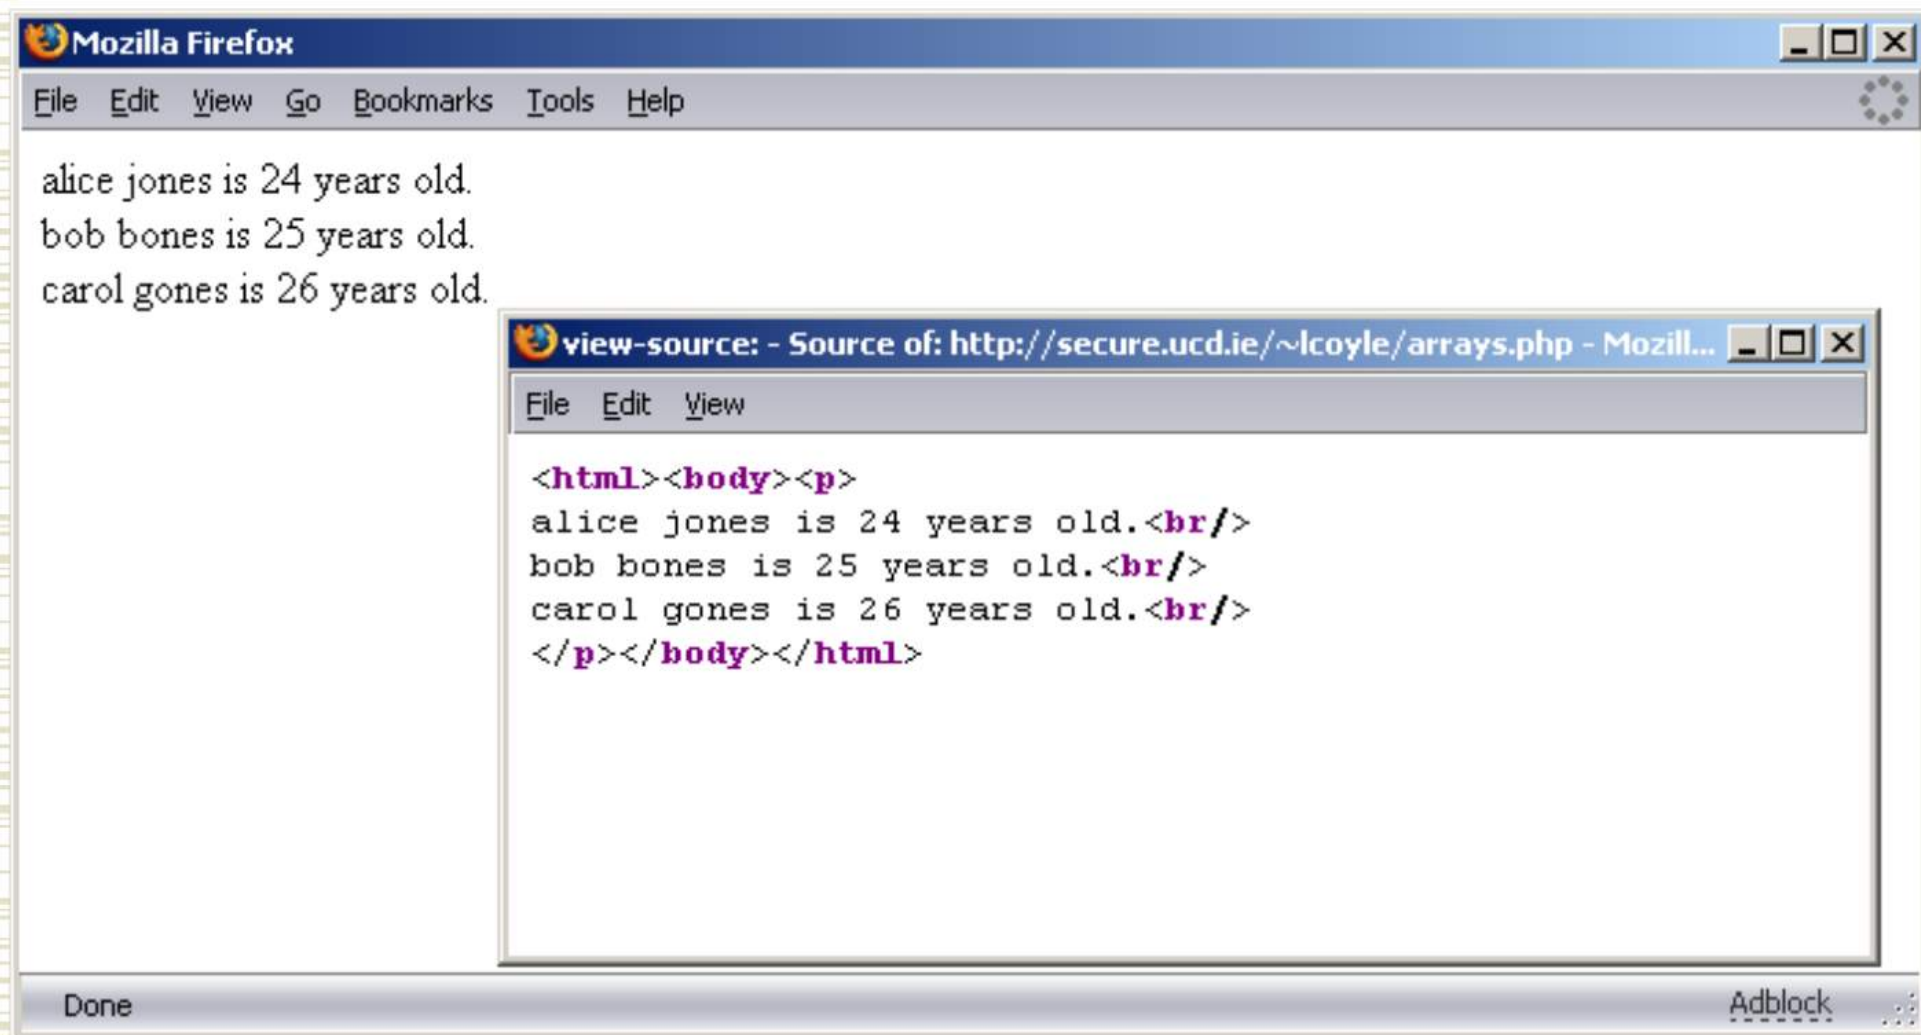 Mozilla Firefox
File Edit View Go Bookmarks Tools Help
alice jones is 24 years old.
bob bones is 25 years old.
carol gones is 26 years old.
view-source: - Source of: http://secure.ucd.ie/~lcoyle/arrays.php - Mozill...
File Edit View
<html><body><p>
alice jones is 24 years old.<br/>
bob bones is 25 years old.<br/>
carol gones is 26 years old.<br/>
</p></body></html>
Done Adblock